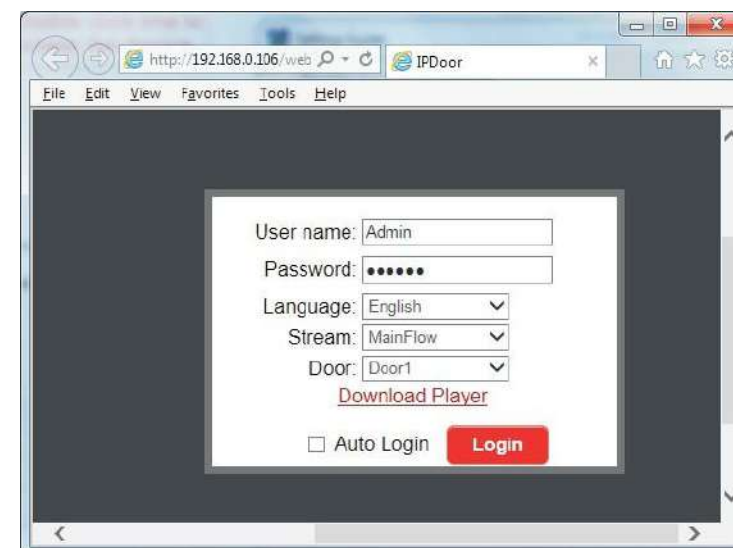 http://192.168.0.106/web
IPDoor
File Edit View Favorites Tools Help
User name: Admin
Password: ••••••
Language: English
Stream: MainFlow
Door: Door1
Download Player
Auto Login Login